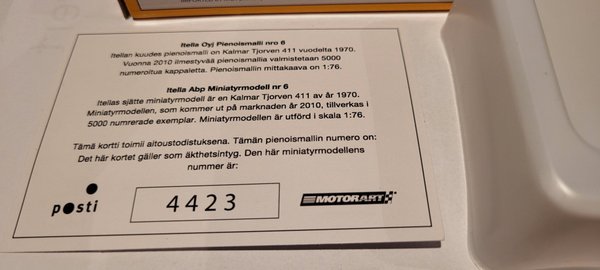 Itella Oyj Pienoismalli nro 6
Itellan kuudes pienoismalli on Kalmar Tjorven 411 vuodelta 1970.
Vuonna 2010 ilmestyvää pienoismallia valmistetaan 5000
numeroitua kappaletta. Pienoismallin mittakaava on 1:76.
Itella Abp Miniatyrmodell nr 6
Itellas sjätte miniatyrmodell är en Kalmar Tjorven 411 av år 1970.
Miniatyrmodellen, som kommer ut på marknaden år 2010, tillverkas i
5000 numrerade exemplar. Miniatyrmodellen är utförd i skala 1:76.
Tämä kortti toimii aitoustodistuksena. Tämän pienoismallin numero on:
Det här kortet gäller som äkthetsintyg. Den här miniatyrmodellens
nummer är:
posti
4423
MOTORART